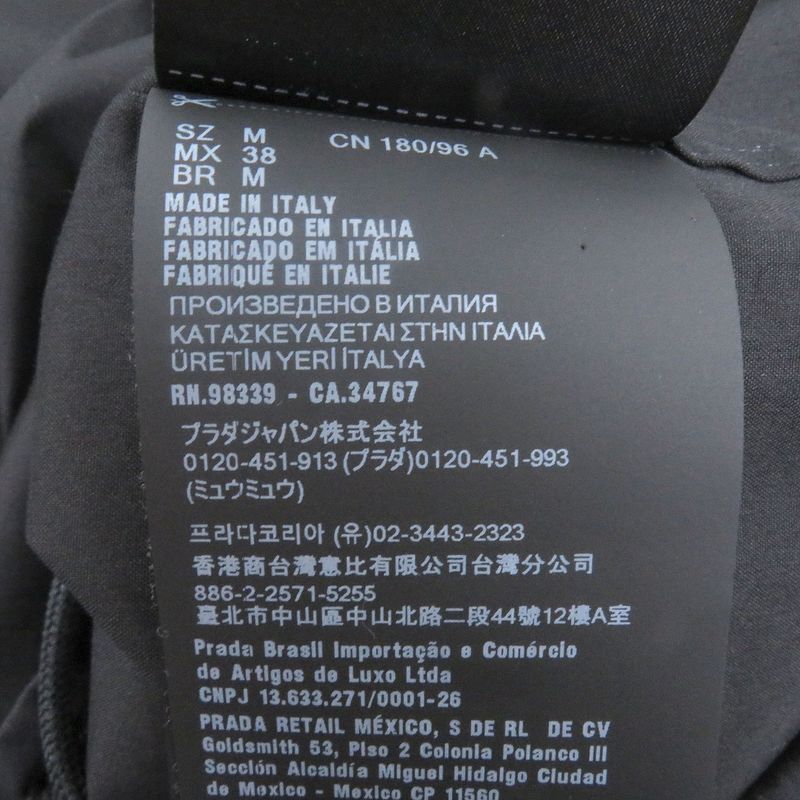 SZ M CN 180/96 A
MX 38
BR M
MADE IN ITALY
FABRICADO EN ITALIA
FABRICADO EM ITÁLIA
FABRIQUÉ EN ITALIE
ПРОИЗВЕДЕНО В ИТАЛИЯ
ΚΑΤΑΣΚΕΥΑΖΕΤΑΙ ΣΤΗΝ ΙΤΑΛΙΑ
ÜRETİM YERİ İTALYA
RN.98339 - CA.34767
プラダジャパン株式会社
0120-451-913 (プラダ)0120-451-993
(ミュウミュウ)
프라다코리아 (유)02-3443-2323
香港商台灣惠比有限公司台灣分公司
886-2-2571-5255
臺北市中山區中山北路二段44號12樓A室
Prada Brasil Importação e Comércio
de Artigos de Luxo Ltda
CNPJ 13.633.271/0001-26
PRADA RETAIL MÉXICO, S DE RL DE CV
Goldsmith 53, Piso 2 Colonia Polanco III
Sección Alcaldía Miguel Hidalgo Ciudad
de Mexico - Mexico CP 11560